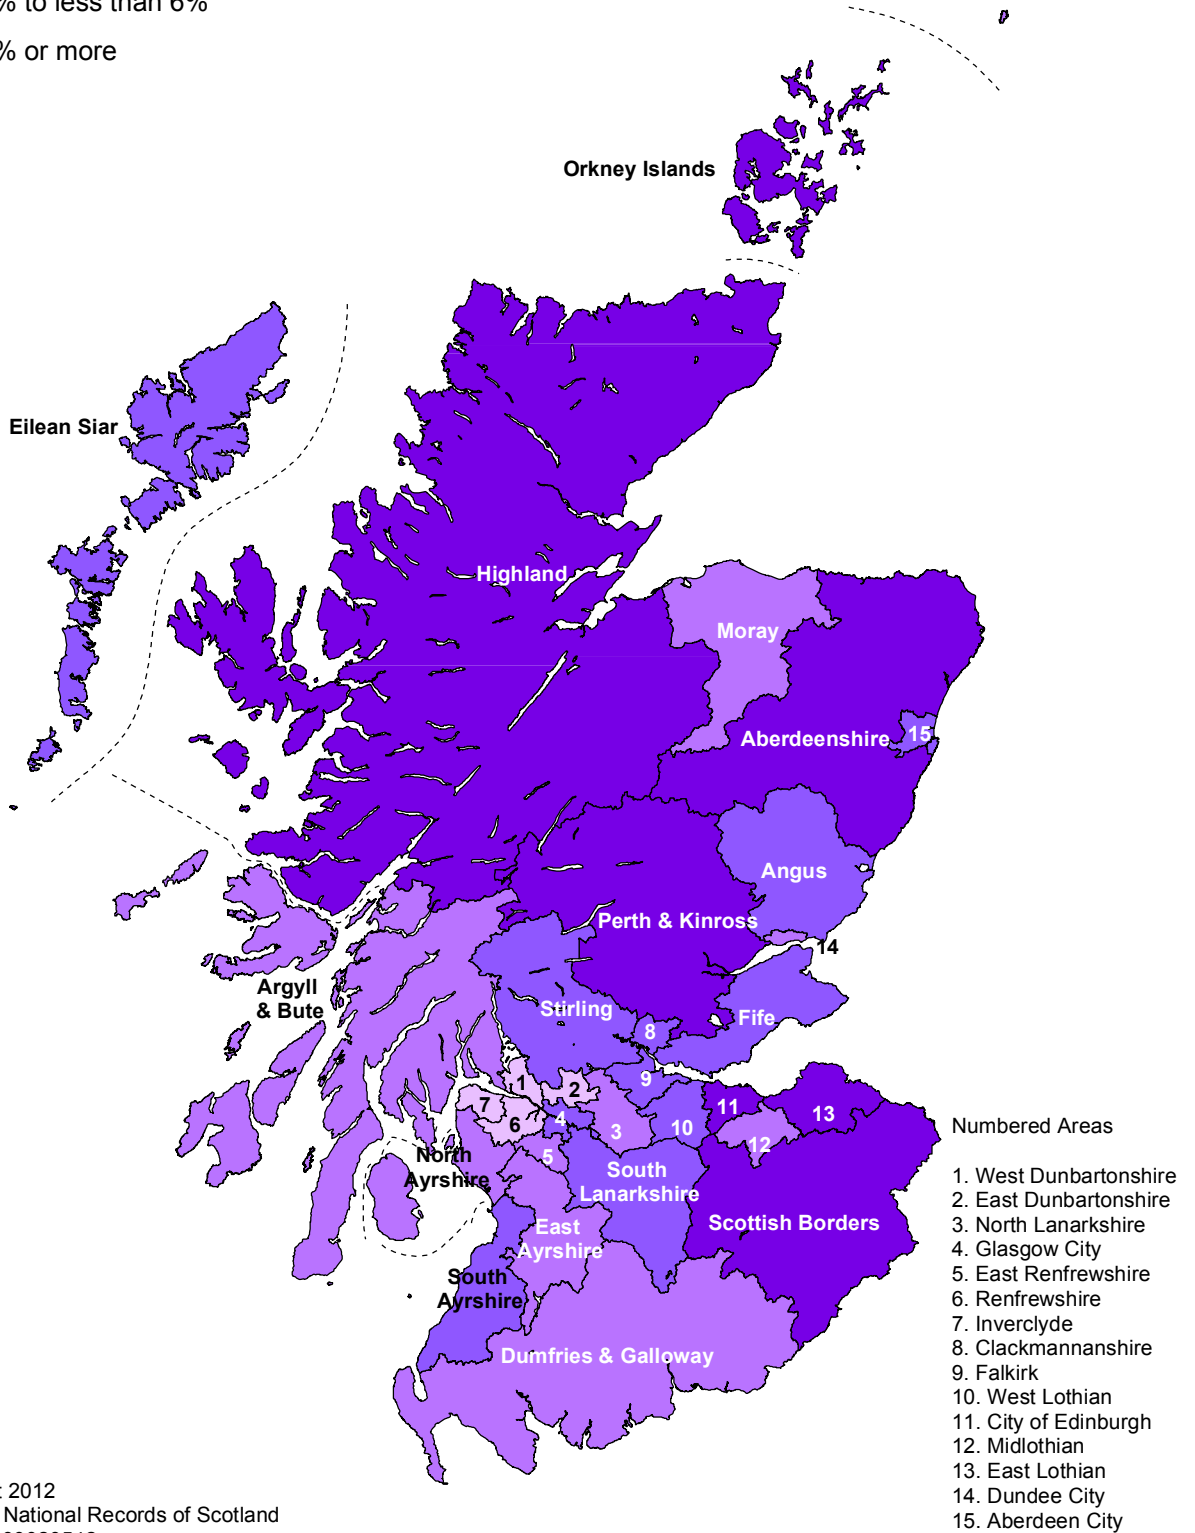 % to less than 6%
% or more
Orkney Islands
Eilean Siar
Highland
Moray
Aberdeenshire
15
Angus
Perth & Kinross
14
Argyll
& Bute
Stirling
Fife
8
9
1
2
7
4
11
13
6
3
10
12
5
North
Ayrshire
South
Lanarkshire
Scottish Borders
East
Ayrshire
South
Ayrshire
Dumfries & Galloway
Numbered Areas
1. West Dunbartonshire
2. East Dunbartonshire
3. North Lanarkshire
4. Glasgow City
5. East Renfrewshire
6. Renfrewshire
7. Inverclyde
8. Clackmannanshire
9. Falkirk
10. West Lothian
11. City of Edinburgh
12. Midlothian
13. East Lothian
14. Dundee City
15. Aberdeen City
2012
National Records of Scotland